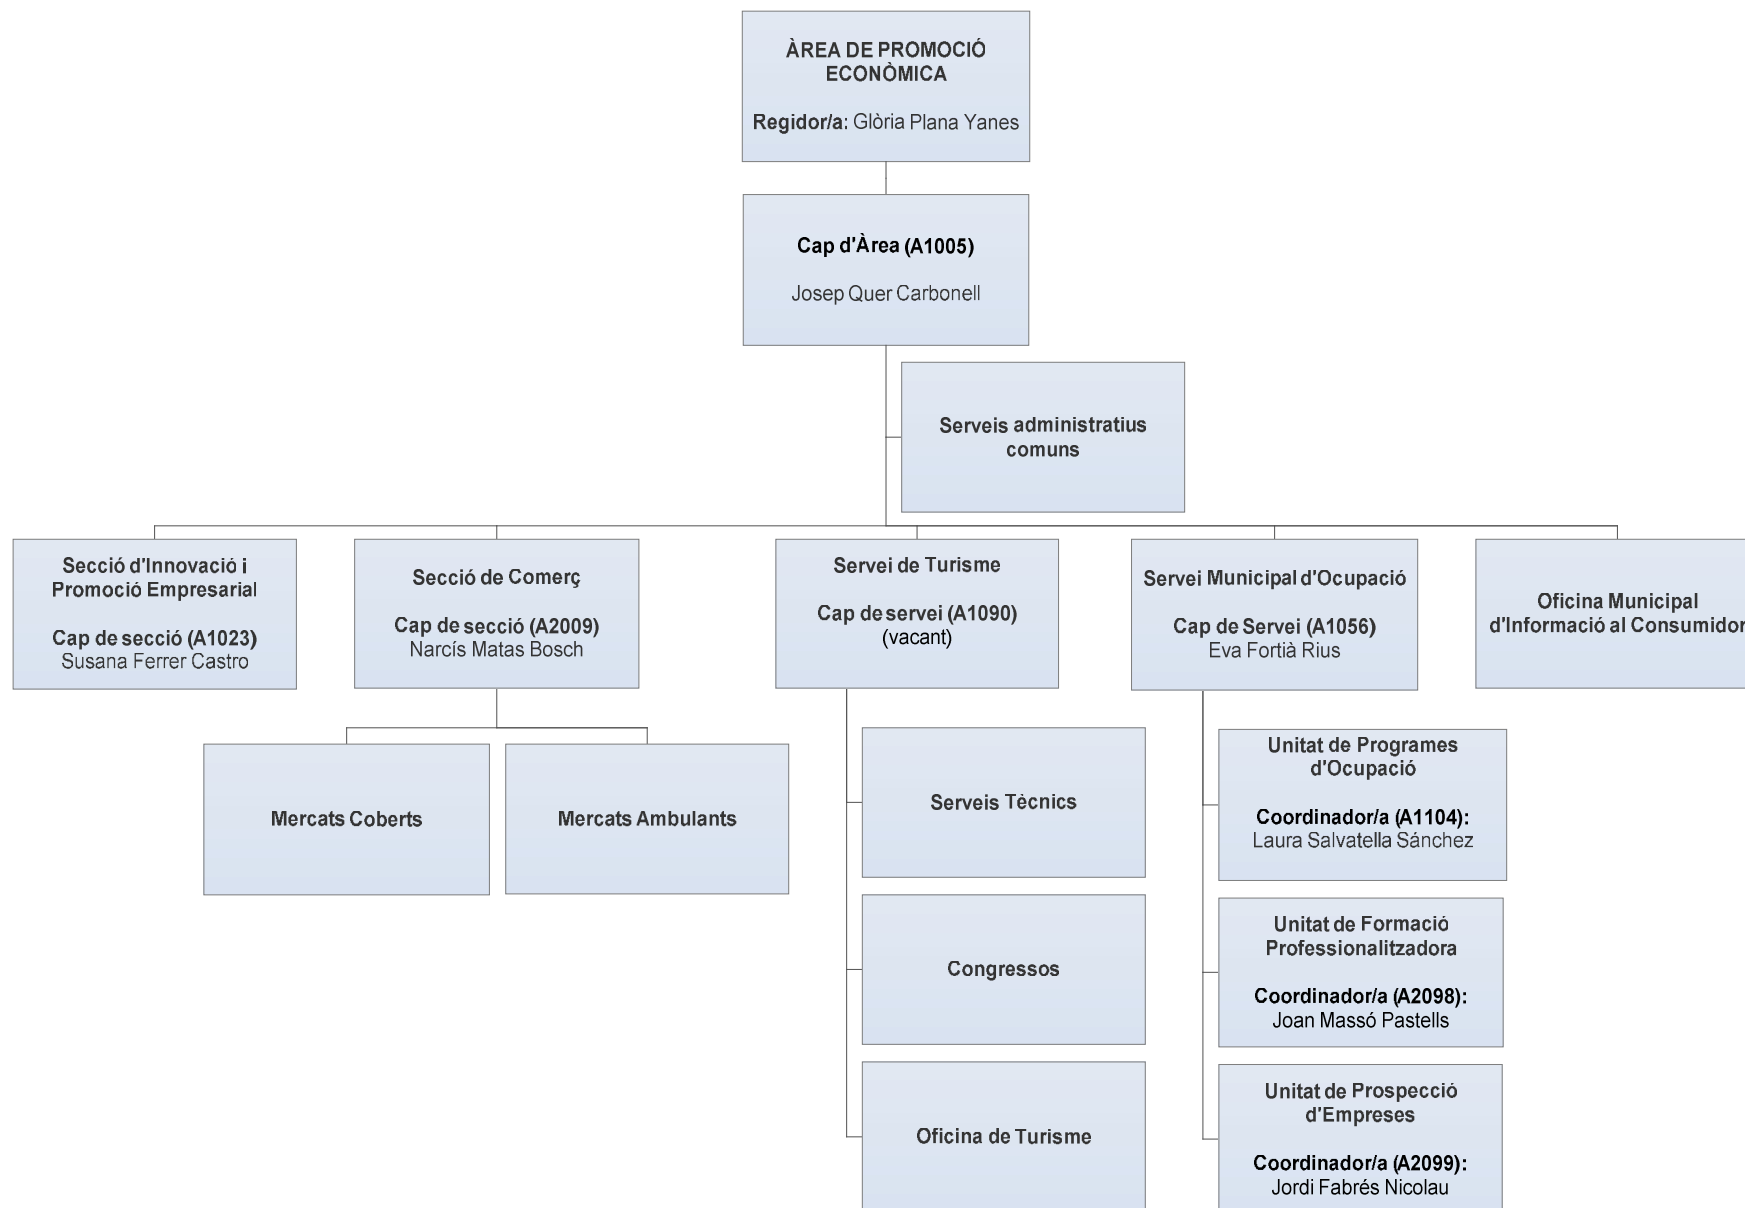 ÀREA DE PROMOCIÓ
ECONÒMICA
Regidor/a: Glòria Plana Yanes
Cap d'Àrea (A1005)
Josep Quer Carbonell
Serveis administratius
comuns
Secció d'Innovació i
Promoció Empresarial
Cap de secció (A1023)
Susana Ferrer Castro
Secció de Comerç
Cap de secció (A2009)
Narcís Matas Bosch
Servei de Turisme
Cap de servei (A1090)
(vacant)
Servei Municipal d'Ocupació
Cap de Servei (A1056)
Eva Fortià Rius
Oficina Municipal
d'Informació al Consumidor
Mercats Coberts
Mercats Ambulants
Serveis Tècnics
Congressos
Oficina de Turisme
Unitat de Programes
d'Ocupació
Coordinador/a (A1104):
Laura Salvatella Sánchez
Unitat de Formació
Professionalitzadora
Coordinador/a (A2098):
Joan Massó Pastells
Unitat de Prospecció
d'Empreses
Coordinador/a (A2099):
Jordi Fabrés Nicolau